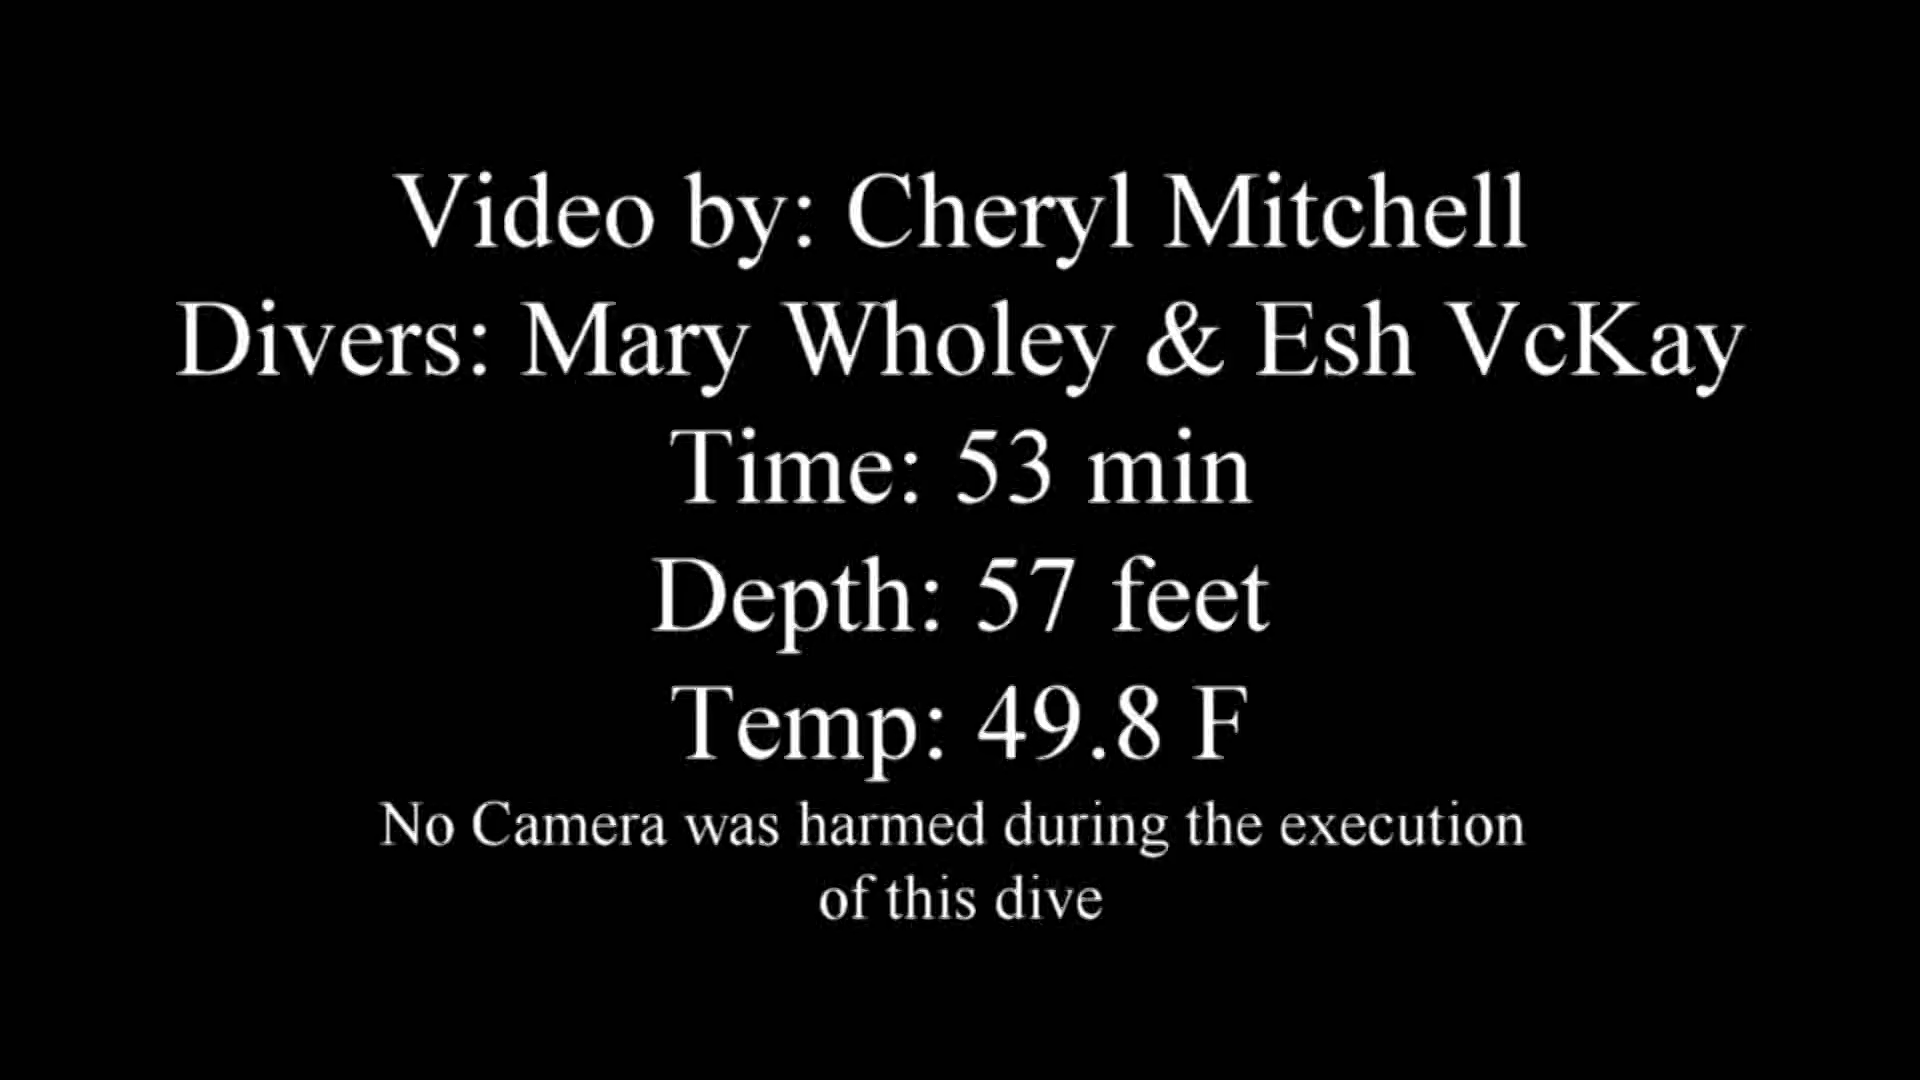 Video by: Cheryl Mitchell
Divers: Mary Wholey & Esh VcKay
Time: 53 min
Depth: 57 feet
Temp: 49.8 F
No Camera was harmed during the execution
of this dive